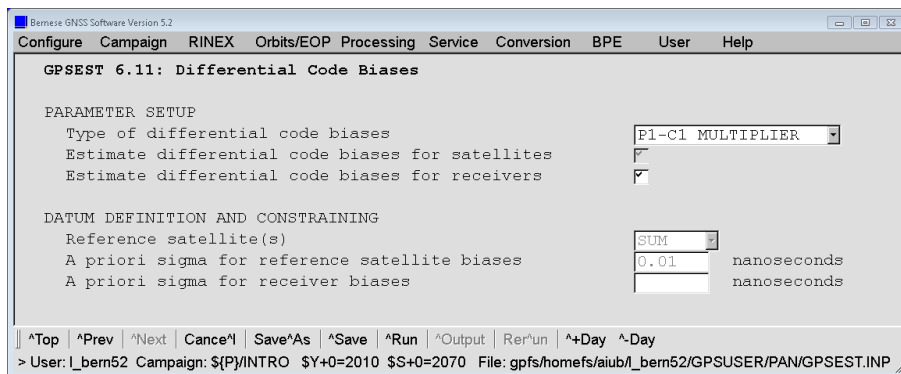 Bernese GNSS Software Version 5.2
Configure Campaign RINEX Orbits/EOP Processing Service Conversion BPE User Help
GPSEST 6.11: Differential Code Biases
PARAMETER SETUP
Type of differential code biases P1-C1 MULTIPLIER
Estimate differential code biases for satellites
Estimate differential code biases for receivers
DATUM DEFINITION AND CONSTRAINING
Reference satellite(s) SUM
A priori sigma for reference satellite biases 0.01 nanoseconds
A priori sigma for receiver biases nanoseconds
^Top | ^Prev | ^Next | Cance^l | Save^As | ^Save | ^Run | ^Output | Rer^un | ^+Day ^-Day
> User: l_bern52 Campaign: ${P}/INTRO $Y+0=2010 $S+0=2070 File: gpfs/homefs/aiub/l_bern52/GPSUSER/PAN/GPSEST.INP